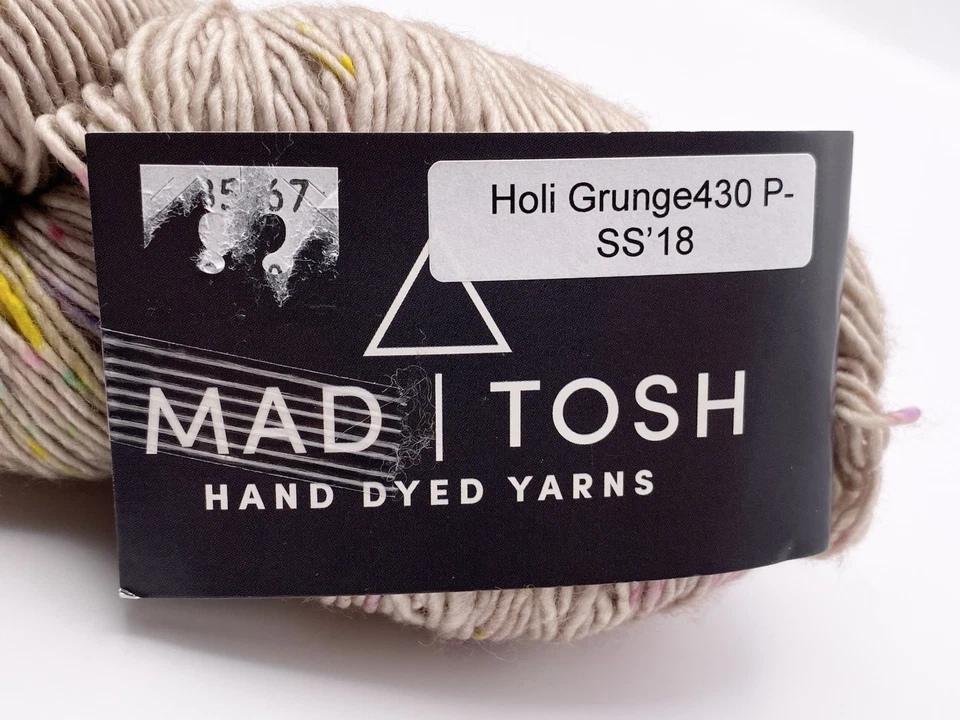 Holi Grunge430 P-
SS’18
MAD | TOSH
HAND DYED YARNS